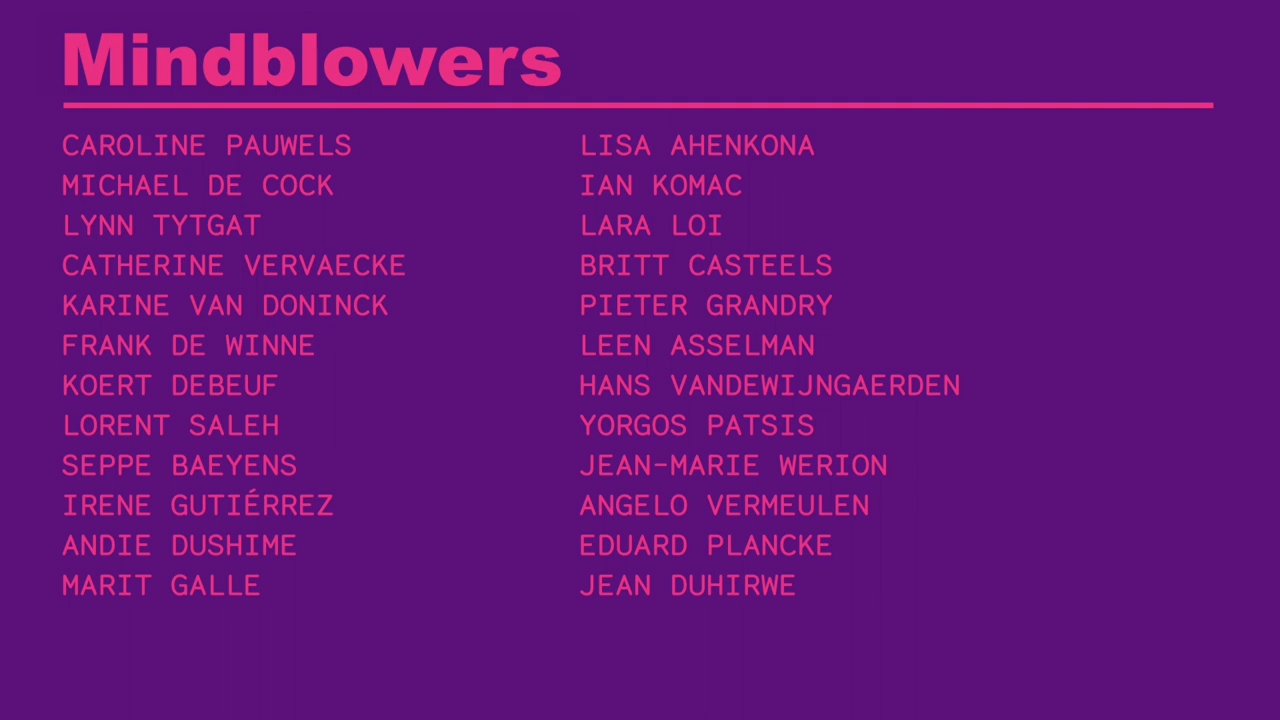 Mindblowers
CAROLINE PAUWELS
MICHAEL DE COCK
LYNN TYTGAT
CATHERINE VERVAECKE
KARINE VAN DONINCK
FRANK DE WINNE
KOERT DEBEUF
LORENT SALEH
SEPPE BAEYENS
IRENE GUTIÉRREZ
ANDIE DUSHIME
MARIT GALLE
LISA AHENKONA
IAN KOMAC
LARA LOI
BRITT CASTEELS
PIETER GRANDRY
LEEN ASSELMAN
HANS VANDEWIJNGAERDEN
YORGOS PATSIS
JEAN-MARIE WERION
ANGELO VERMEULEN
EDUARD PLANCKE
JEAN DUHIRWE